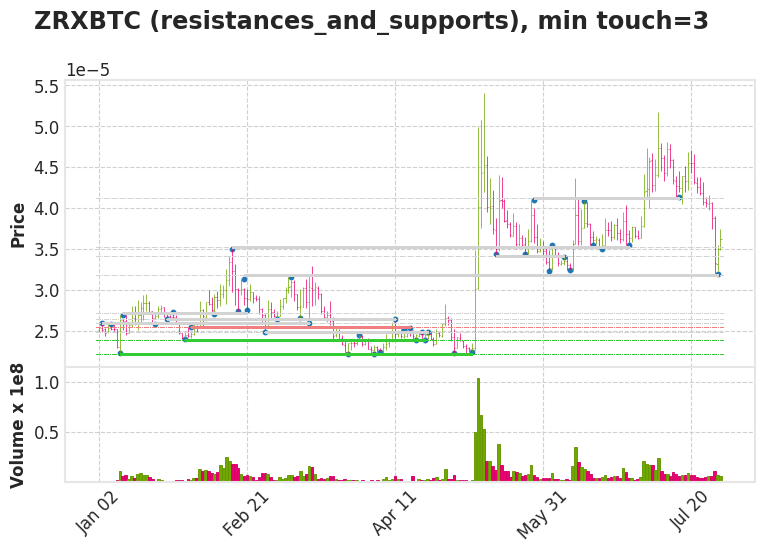 ZRXBTC (resistances_and_supports), min touch=3
1e−5
5.5
5.0
4.5
4.0
3.5
3.0
2.5
Price
1.0
0.5
Volume x 1e8
Jan 02
Feb 21
Apr 11
May 31
Jul 20